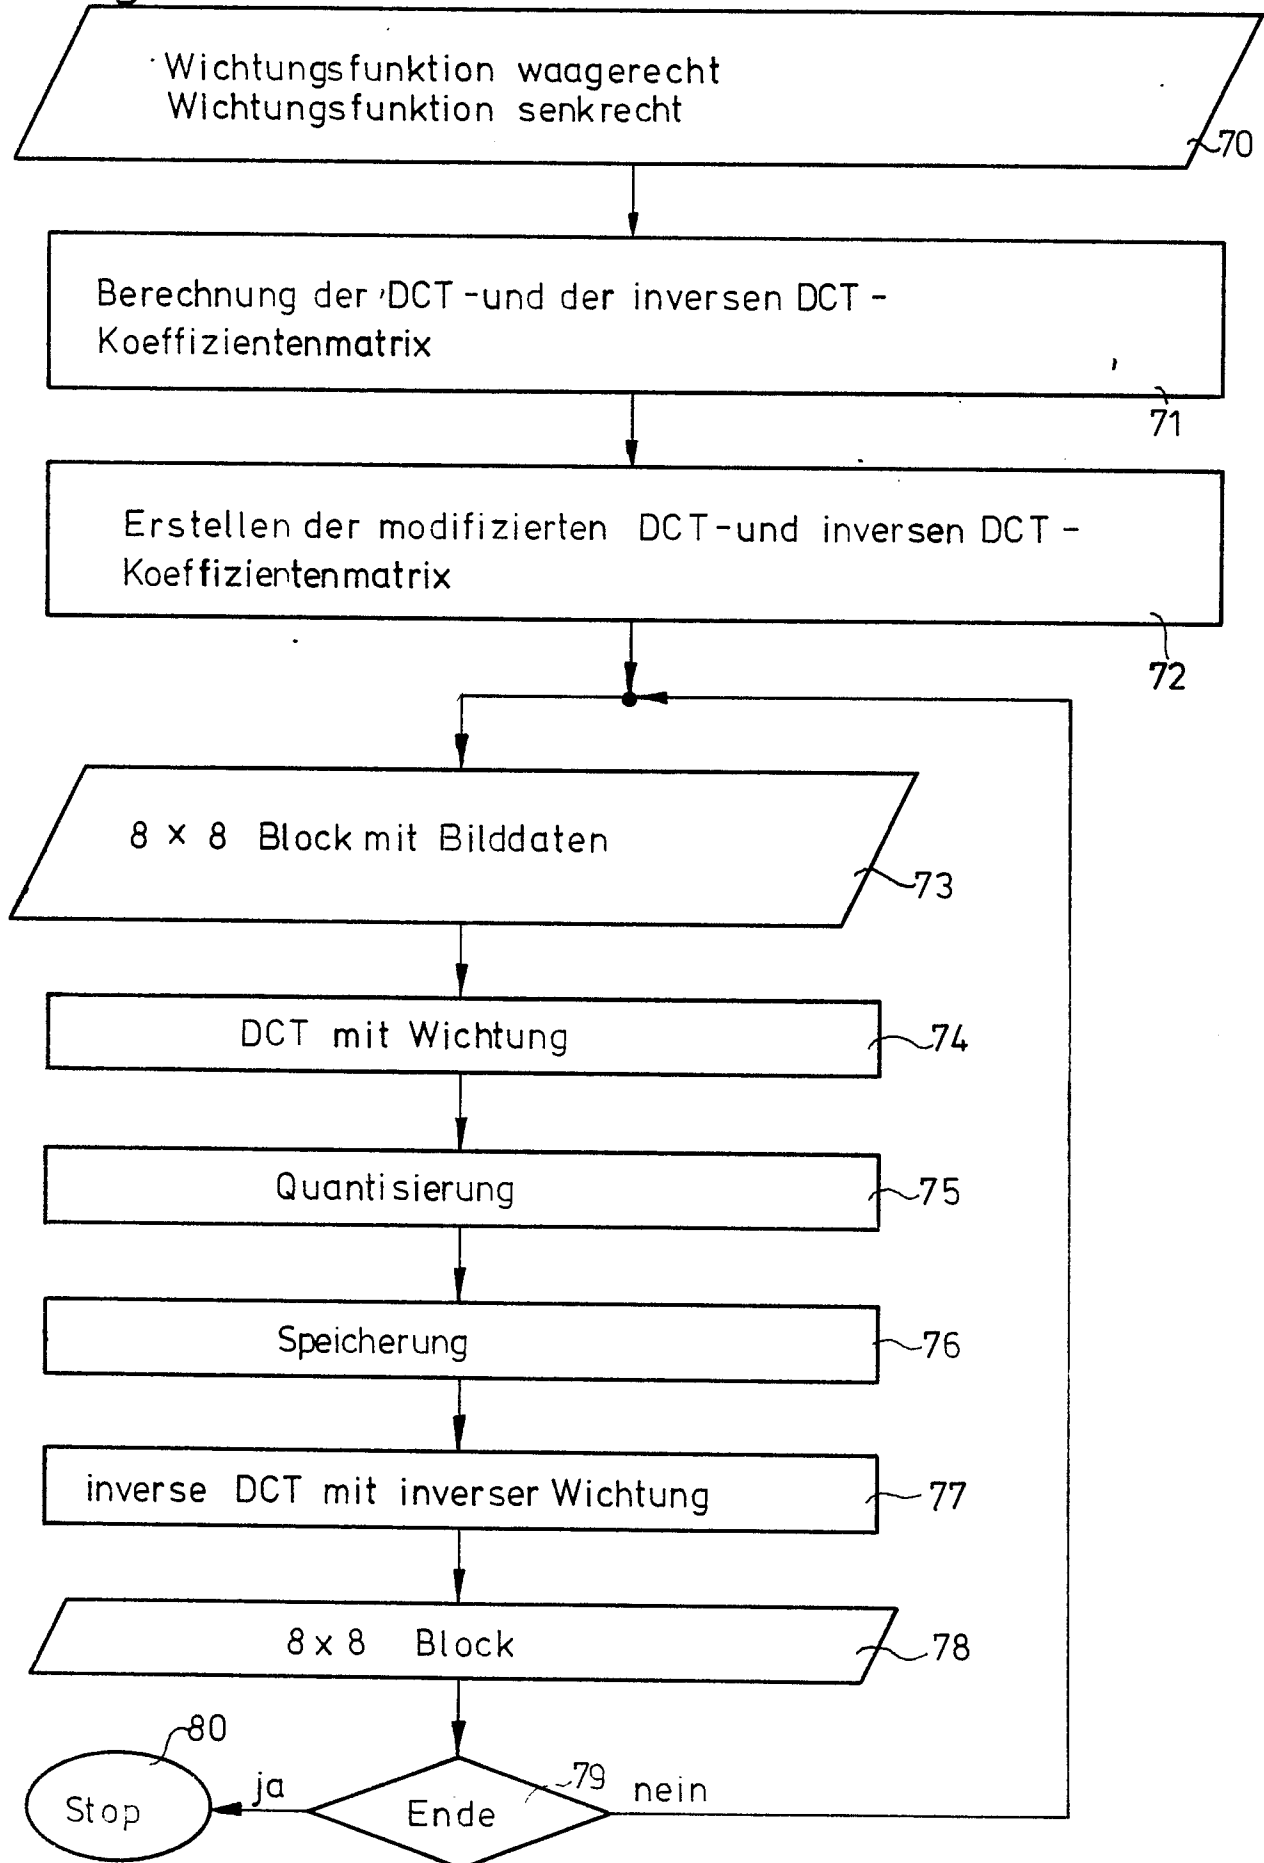 Wichtungsfunktion waagerecht
Wichtungsfunktion senkrecht
70
Berechnung der DCT-und der inversen DCT-
Koeffizientenmatrix
71
Erstellen der modifizierten DCT-und inversen DCT-
Koeffizientenmatrix
72
8 x 8 Block mit Bilddaten
73
DCT mit Wichtung
74
Quantisierung
75
Speicherung
76
inverse DCT mit inverser Wichtung
77
8 x 8 Block
78
80
Stop
ja
Ende
79
nein